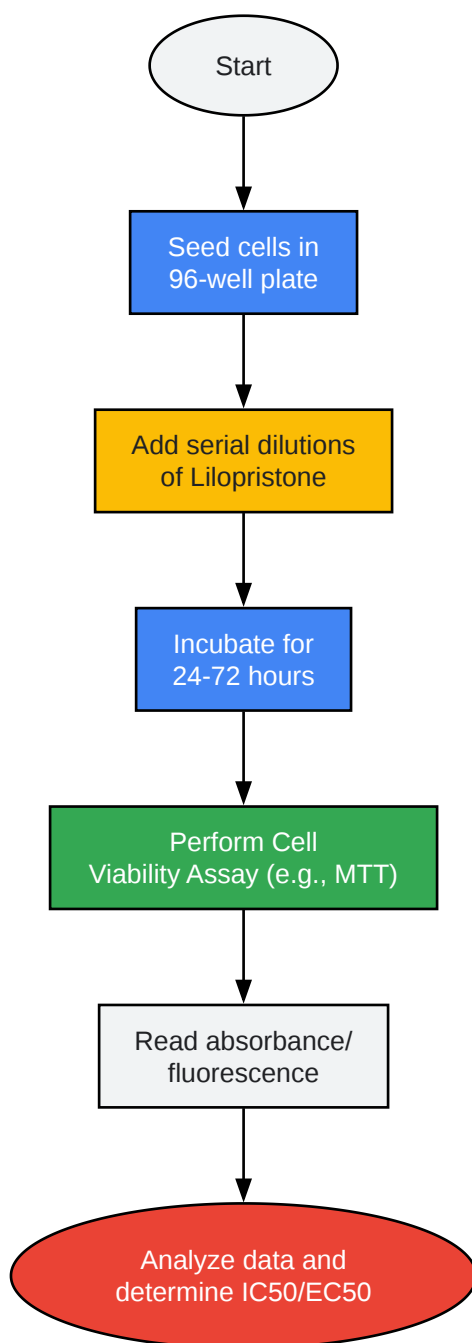 Start
Seed cells in
96-well plate
Add serial dilutions
of Lilopristone
Incubate for
24-72 hours
Perform Cell
Viability Assay (e.g., MTT)
Read absorbance/
fluorescence
Analyze data and
determine IC50/EC50